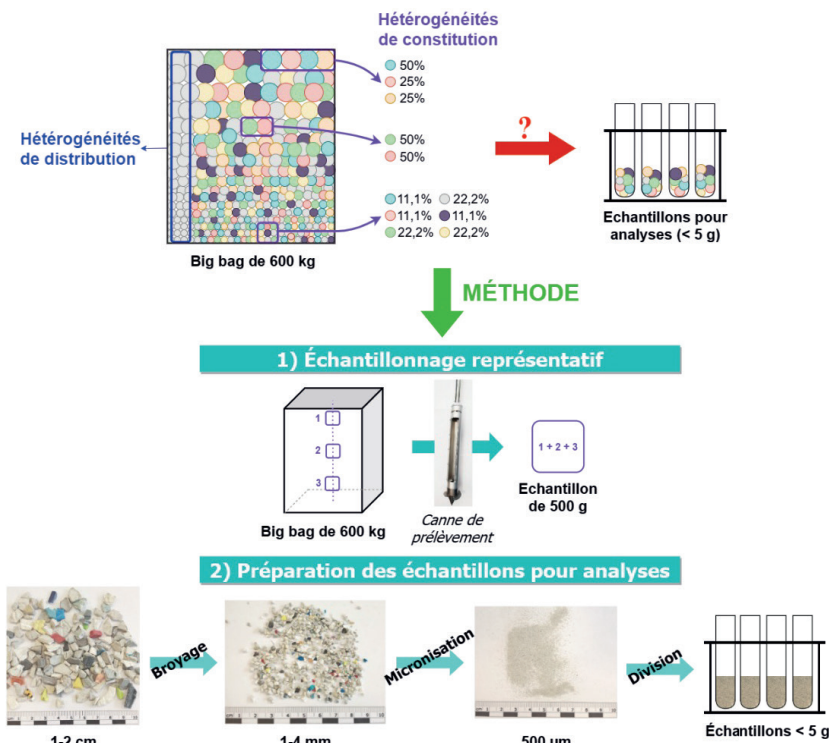 Hétérogénéités
de constitution
50%
25%
25%
Hétérogénéités
de distribution
50%
50%
?
11,1% 22,2%
11,1% 11,1%
22,2% 22,2%
Echantillons pour
analyses (< 5 g)
Big bag de 600 kg
MÉTHODE
1) Échantillonnage représentatif
1
2
3
1 + 2 + 3
Echantillon
de 500 g
Big bag de 600 kg
Canne de
prélèvement
2) Préparation des échantillons pour analyses
Broyage
Micronisation
Division
1-2 cm
1-4 mm
500 µm
Échantillons < 5 g